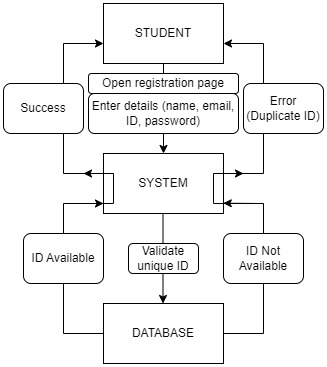 STUDENT
Open registration page
Success
Enter details (name, email,
ID, password)
Error
(Duplicate ID)
SYSTEM
ID Available
Validate
unique ID
ID Not
Available
DATABASE